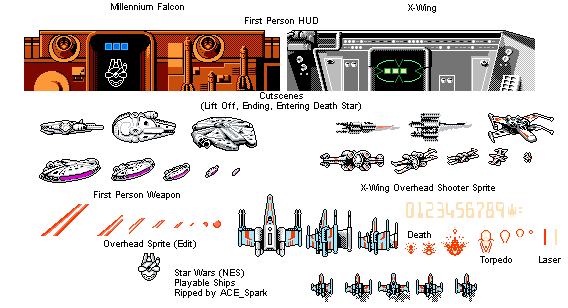 Millennium Falcon
X-Wing
First Person HUD
Cutscenes
(Lift Off, Ending, Entering Death Star)
First Person Weapon
X-Wing Overhead Shooter Sprite
0123456789
Death
Overhead Sprite (Edit)
Torpedo
Laser
Star Wars (NES)
Playable Ships
Ripped by ACE_Spark